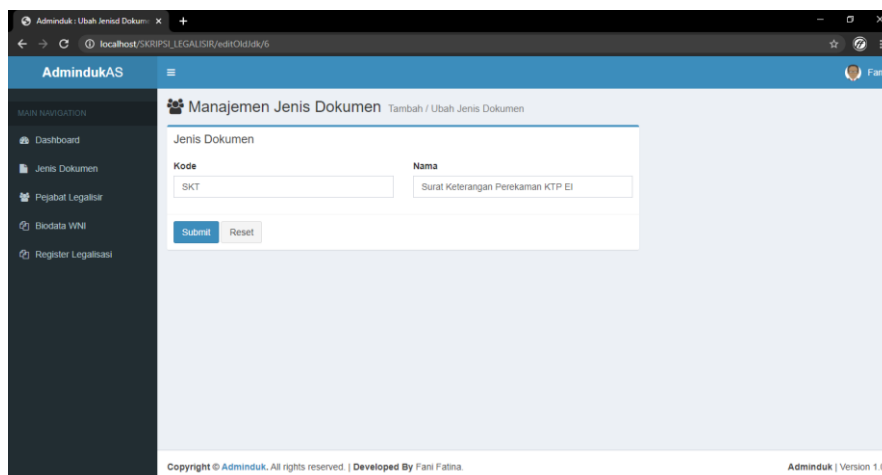 Adminduk : Ubah Jenisd Dokum
localhost/SKRIPSI_LEGALISIR/editOldJdk/6
AdmindukAS
Fani
MAIN NAVIGATION
Manajemen Jenis Dokumen Tambah / Ubah Jenis Dokumen
Dashboard
Jenis Dokumen
Pejabat Legalisir
Biodata WNI
Register Legalisasi
Jenis Dokumen
Kode Nama
SKT Surat Keterangan Perekaman KTP El
Submit Reset
Copyright © Adminduk. All rights reserved. | Developed By Fani Fatina.
Adminduk | Version 1.